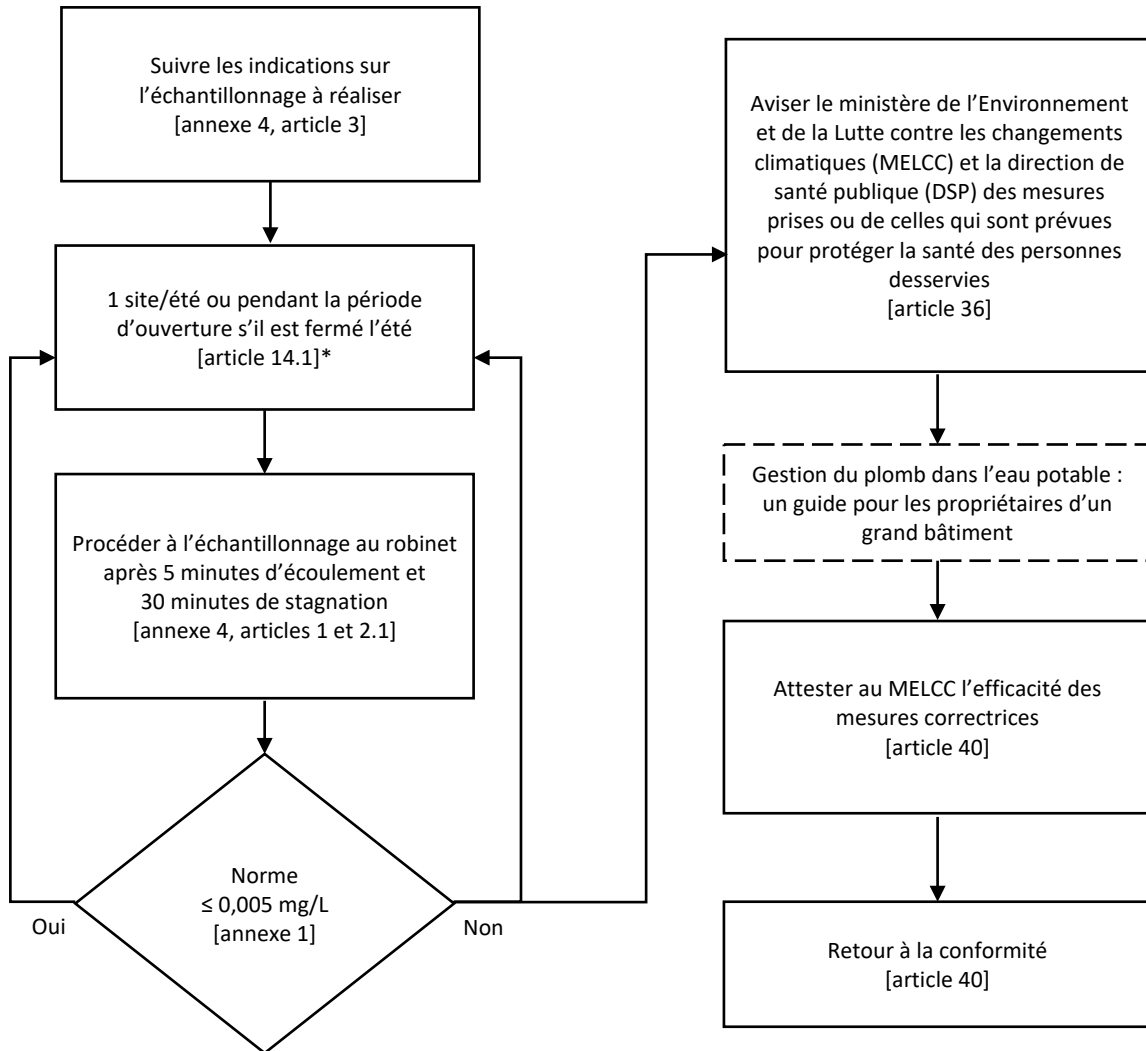 Suivre les indications sur
l’échantillonnage à réaliser
[annexe 4, article 3]
1 site/été ou pendant la période
d’ouverture s’il est fermé l’été
[article 14.1]*
Procéder à l’échantillonnage au robinet
après 5 minutes d’écoulement et
30 minutes de stagnation
[annexe 4, articles 1 et 2.1]
Norme
≤ 0,005 mg/L
[annexe 1]
Oui
Non
Aviser le ministère de l’Environnement
et de la Lutte contre les changements
climatiques (MELCC) et la direction de
santé publique (DSP) des mesures
prises ou de celles qui sont prévues
pour protéger la santé des personnes
desservies
[article 36]
Gestion du plomb dans l’eau potable :
un guide pour les propriétaires d’un
grand bâtiment
Attester au MELCC l’efficacité des
mesures correctrices
[article 40]
Retour à la conformité
[article 40]